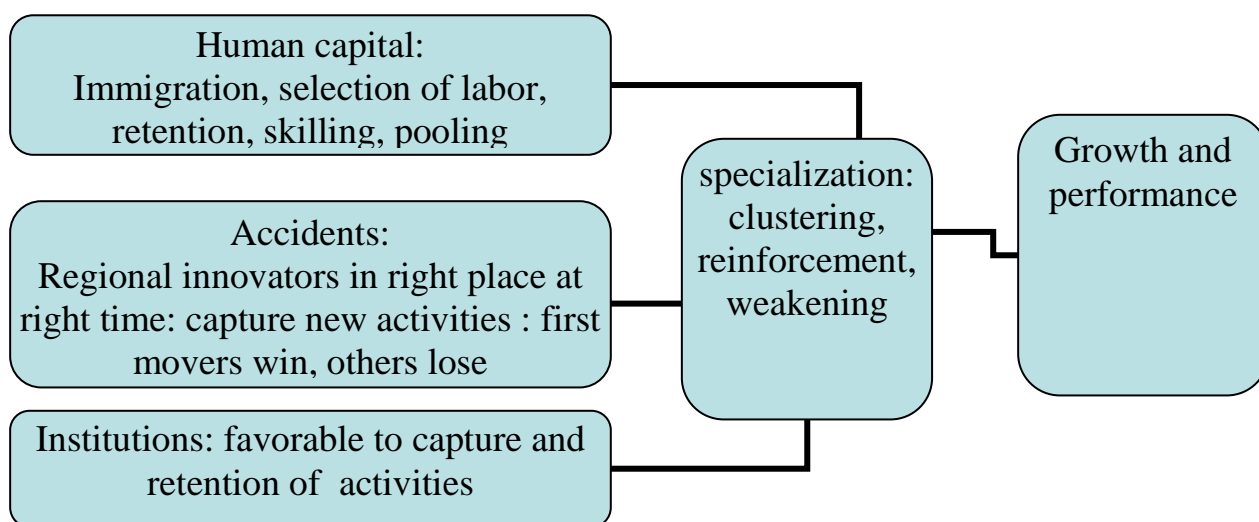 Human capital:
Immigration, selection of labor,
retention, skilling, pooling
Accidents:
Regional innovators in right place at
right time: capture new activities : first
movers win, others lose
Institutions: favorable to capture and
retention of  activities
specialization:
clustering,
reinforcement,
weakening
Growth and
performance